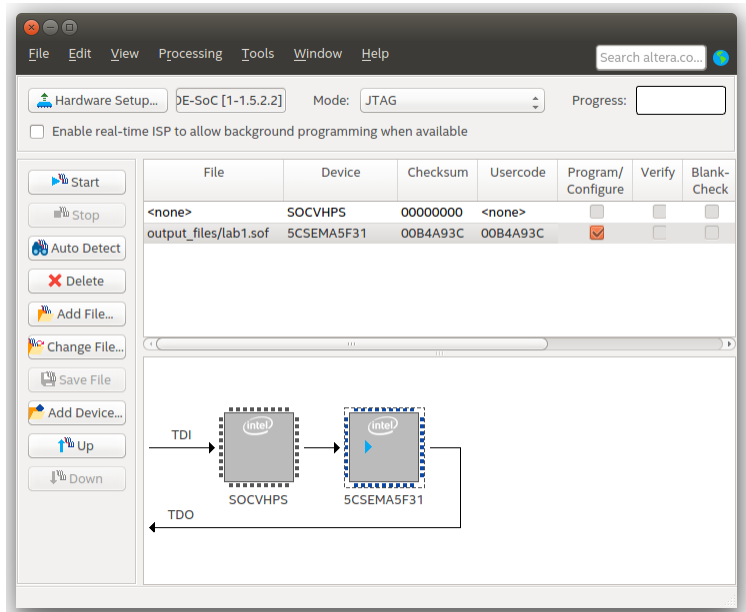 File Edit View Processing Tools Window Help Search altera.co...
Hardware Setup... DE-SoC [1-1.5.2.2] Mode: JTAG Progress:
Enable real-time ISP to allow background programming when available
Start
Stop
Auto Detect
Delete
Add File...
Change File...
Save File
Add Device...
Up
Down
File Device Checksum Usercode Program/ Verify Blank-
Configure Check
<none> SOCVHPS 00000000 <none>
output_files/lab1.sof 5CSEMA5F31 00B4A93C 00B4A93C
intel intel
TDI
SOCVHPS 5CSEMA5F31
TDO